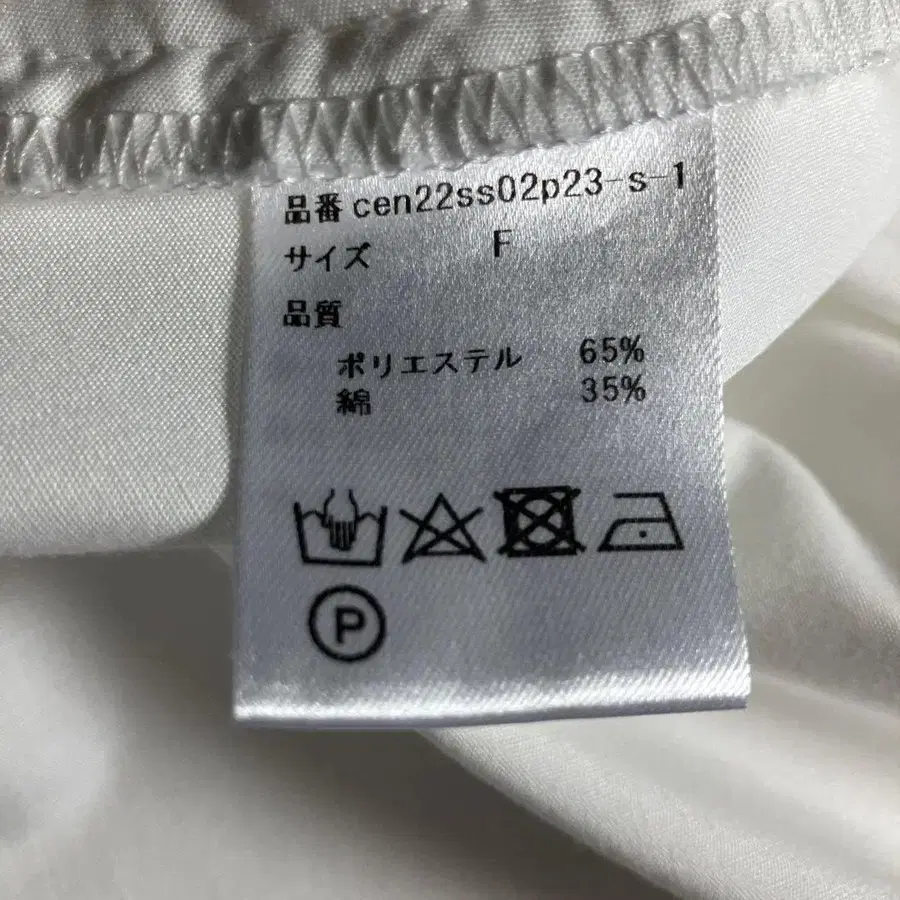 品番 cen22ss02p23-s-1
サイズ F
品質
ポリエステル 65%
綿 35%
P